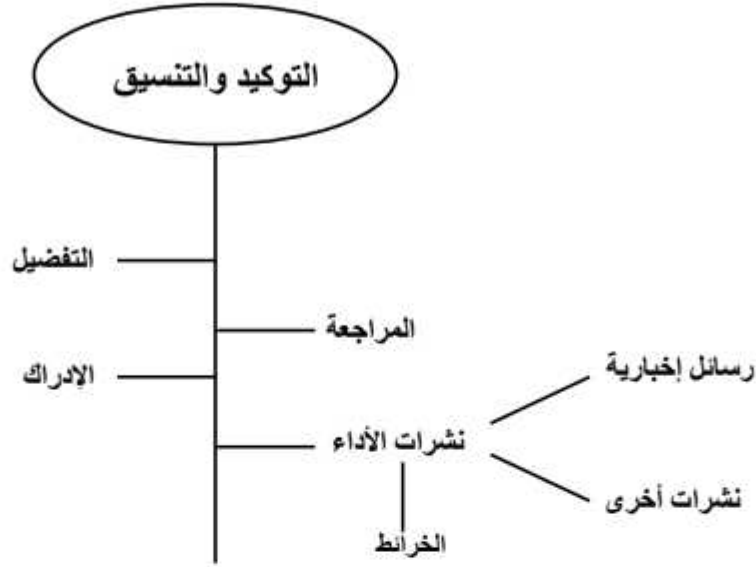 التوكيد والتنسيق
التفضيل
المراجعة
الإدراك
رسائل إخبارية
نشرات الأداء
نشرات أخرى
الخرائط